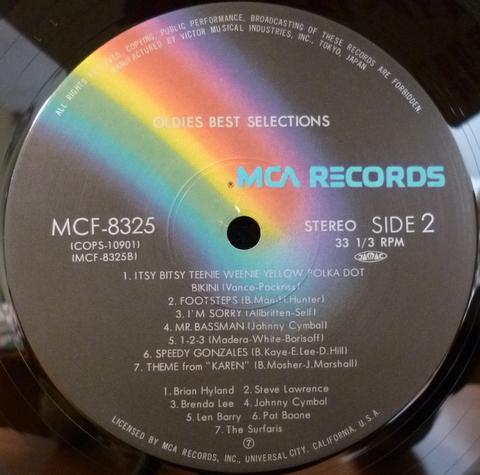 ALL RIGHTS RESERVED. COPYING, PUBLIC PERFORMANCE, BROADCASTING OF THESE RECORDS ARE FORBIDDEN.
MANUFACTURED BY VICTOR MUSICAL INDUSTRIES, INC., TOKYO, JAPAN
OLDIES BEST SELECTIONS
® MCA RECORDS
MCF-8325
(COPS-10901)
(MCF-8325B)
STEREO SIDE 2
33 1/3 RPM
JASRAC
1. ITSY BITSY TEENIE WEENIE YELLOW POLKA DOT
BIKINI (Vance-Pockriss)
2. FOOTSTEPS (B.Man-H.Hunter)
3. I'M SORRY (Allbritten-Self)
4. MR.BASSMAN (Johnny Cymbal)
5. 1-2-3 (Madera-White-Borisoff)
6. SPEEDY GONZALES (B.Kaye-E.Lee-D.Hill)
7. THEME from "KAREN" (B.Mosher-J.Marshall)
1. Brian Hyland 2. Steve Lawrence
3. Brenda Lee 4. Johnny Cymbal
5. Len Barry 6. Pat Boone
7. The Surfaris
⑦
LICENSED BY MCA RECORDS, INC., UNIVERSAL CITY, CALIFORNIA, U.S.A.